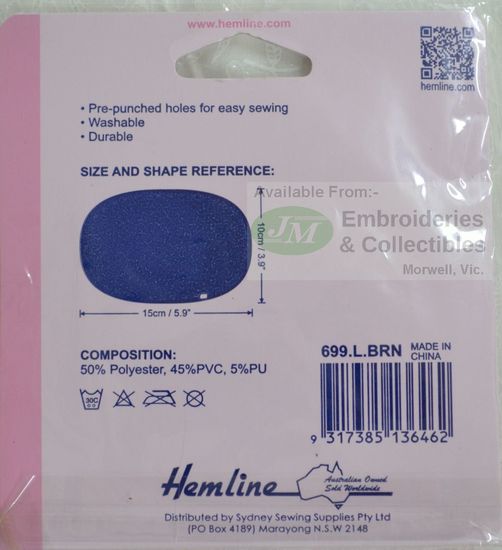 www.hemline.com
hemline.com
• Pre-punched holes for easy sewing
• Washable
• Durable
SIZE AND SHAPE REFERENCE:
Available From:-
JM
Embroideries
& Collectibles
Morwell, Vic.
10cm / 3.9"
15cm / 5.9"
COMPOSITION:
50% Polyester, 45%PVC, 5%PU
30C
699.L.BRN MADE IN
CHINA
9 317385 136462
Hemline
Australian Owned
Sold Worldwide
Distributed by Sydney Sewing Supplies Pty Ltd
(PO Box 4189) Marayong N.S.W 2148